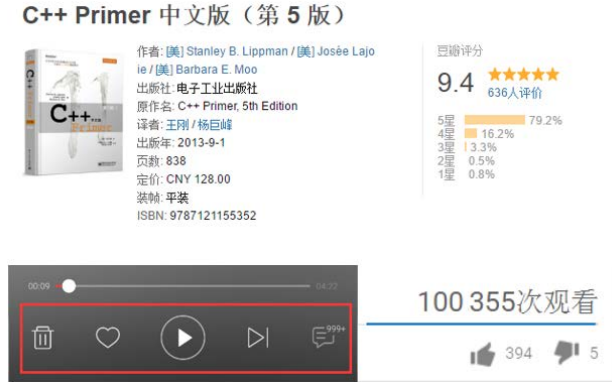 C++ Primer 中文版（第 5 版）
作者: [美] Stanley B. Lippman / [美] Josée Lajo
ie / [美] Barbara E. Moo
出版社: 电子工业出版社
原作名: C++ Primer, 5th Edition
译者: 王刚 / 杨巨峰
出版年: 2013-9-1
页数: 838
定价: CNY 128.00
装帧: 平装
ISBN: 9787121155352
C++
Primer
豆瓣评分
9.4
636人评价
5星 79.2%
4星 16.2%
3星 3.3%
2星 0.5%
1星 0.8%
00:09
04:22
999+
100 355次观看
394
5